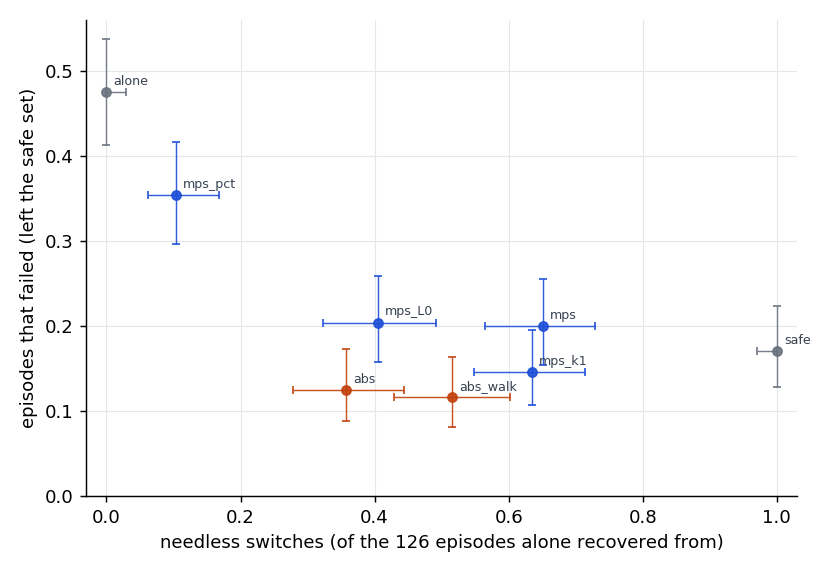 episodes that failed (left the safe set)
0.5
0.4
0.3
0.2
0.1
0.0
alone
mps_pct
mps_L0
mps
safe
mps_k1
abs
abs_walk
0.0 0.2 0.4 0.6 0.8 1.0
needless switches (of the 126 episodes alone recovered from)